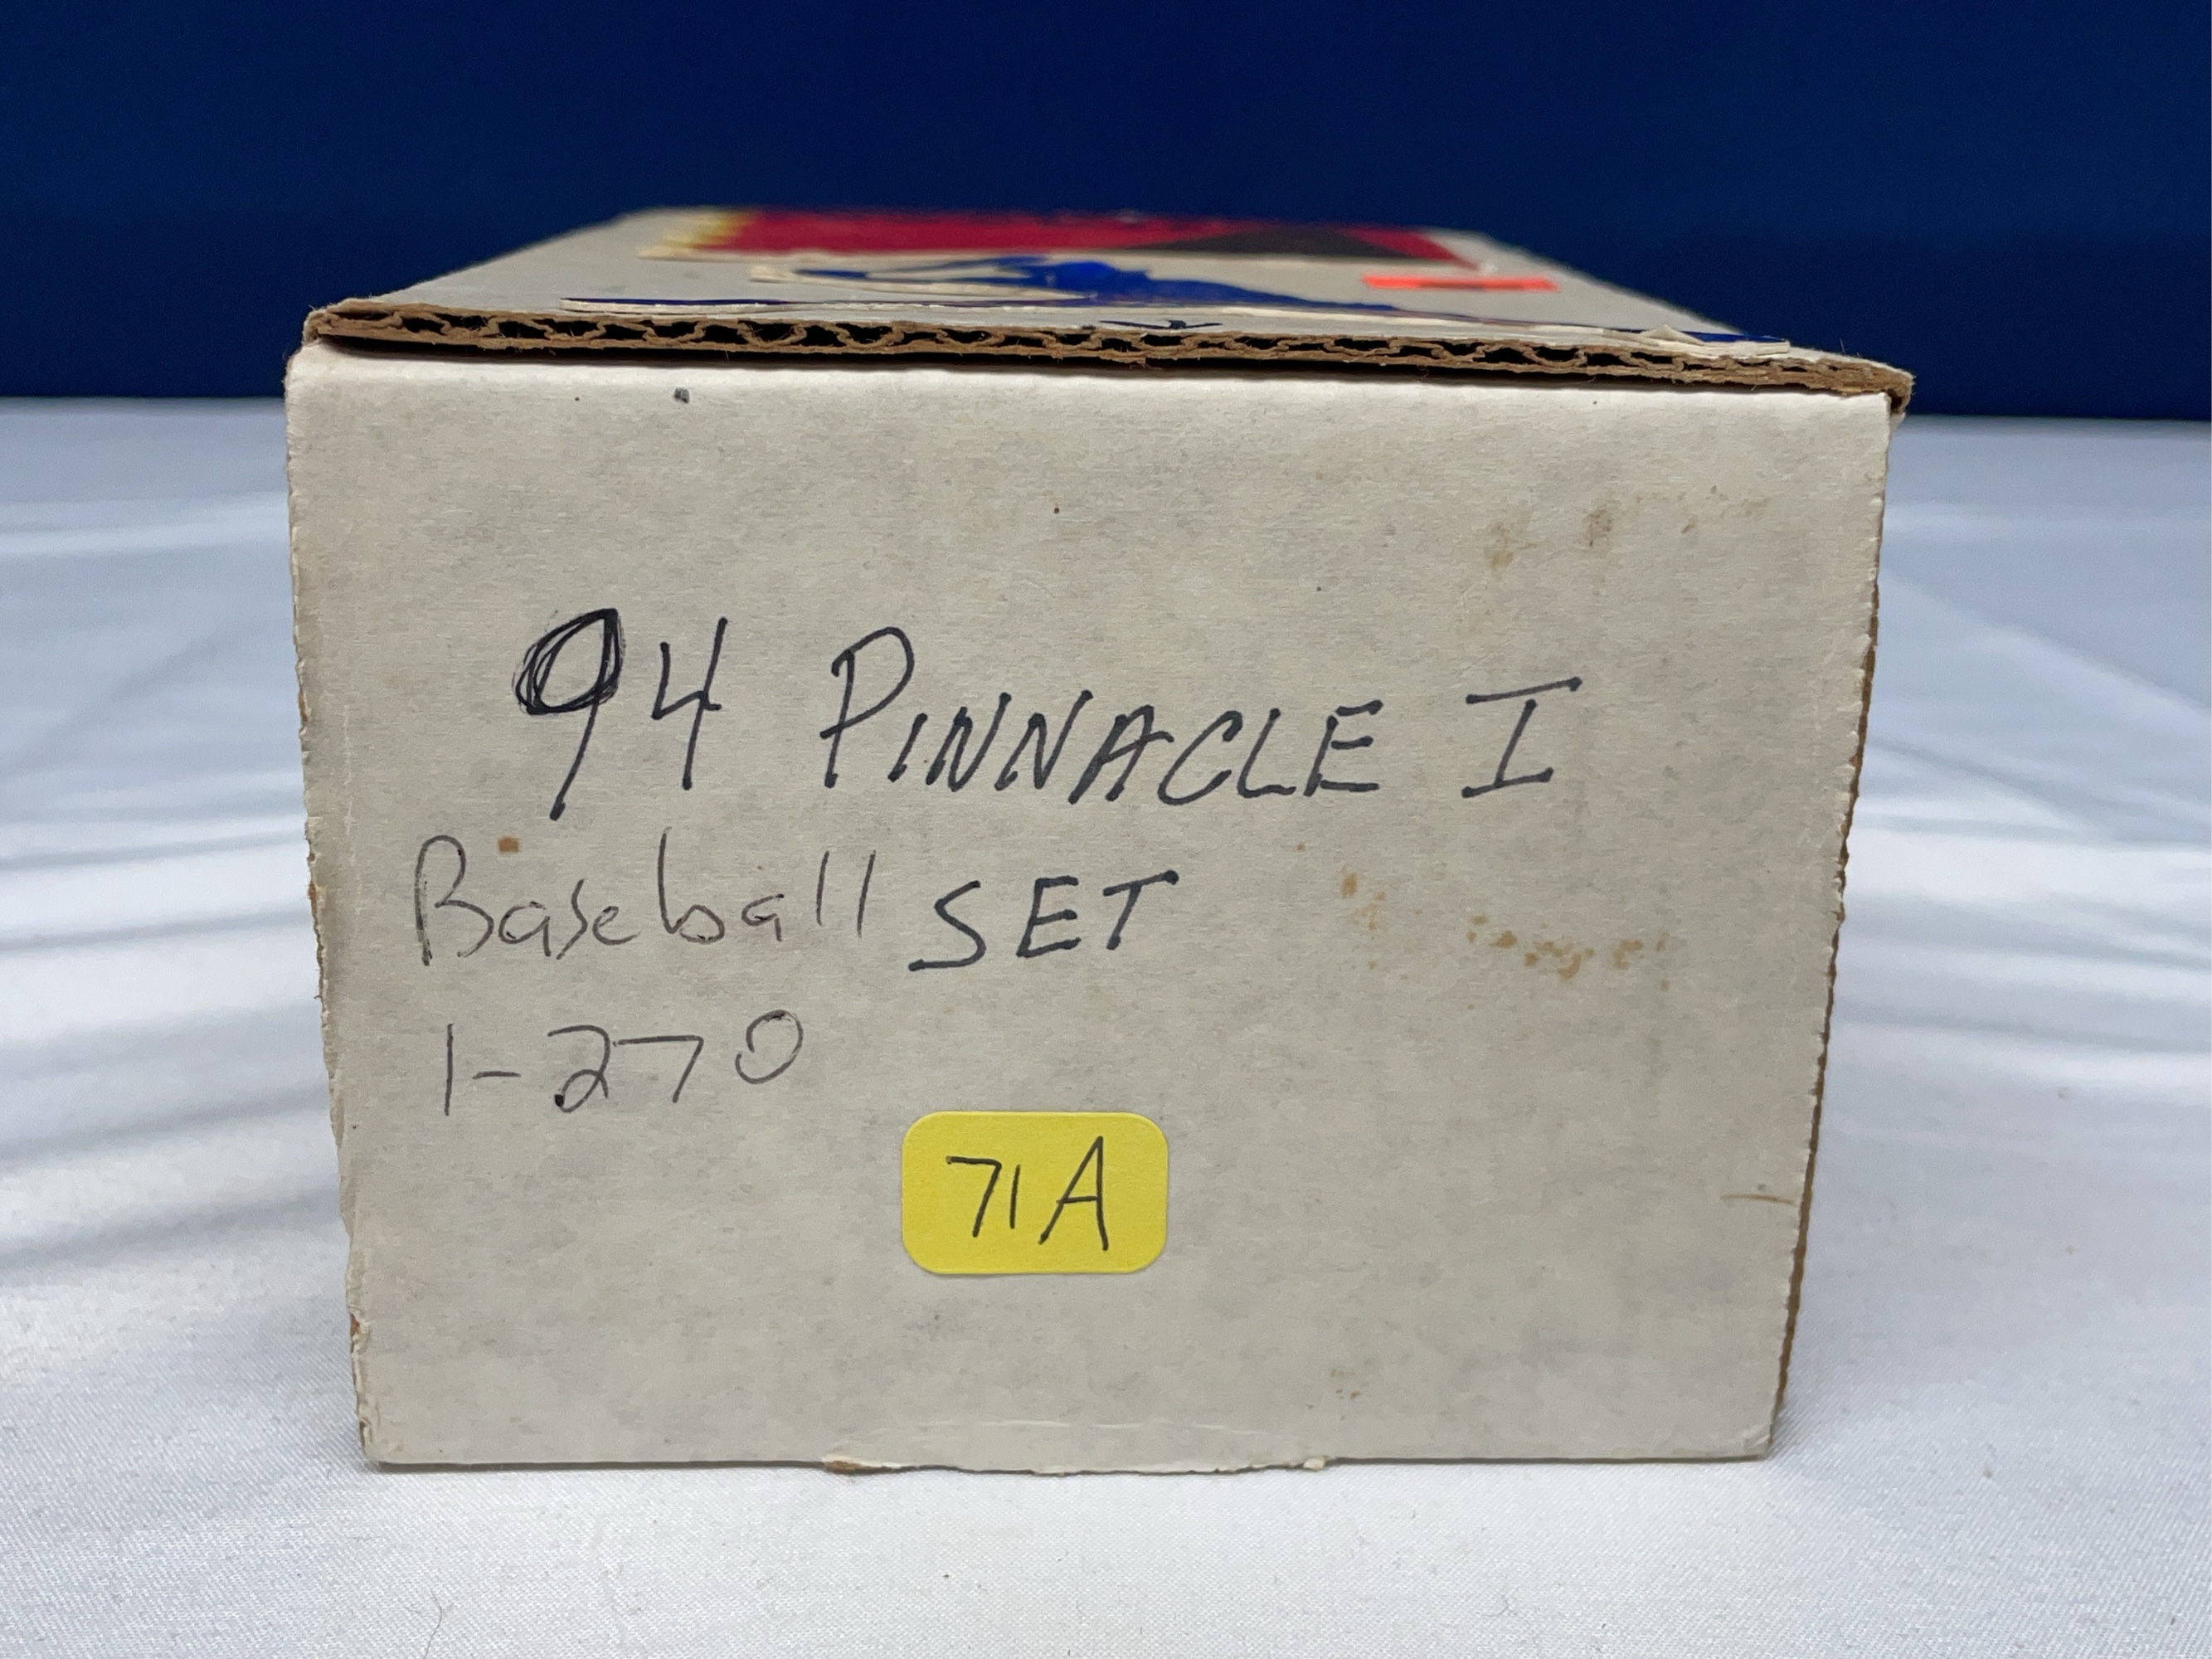 94 PINNACLE I
Baseball SET
1-270
71A